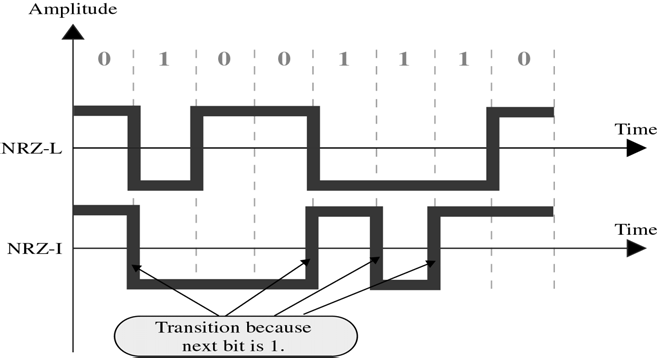 Amplitude
0 1 0 0 1 1 1 0
Time
NRZ-L
Time
NRZ-I
Transition because
next bit is 1.